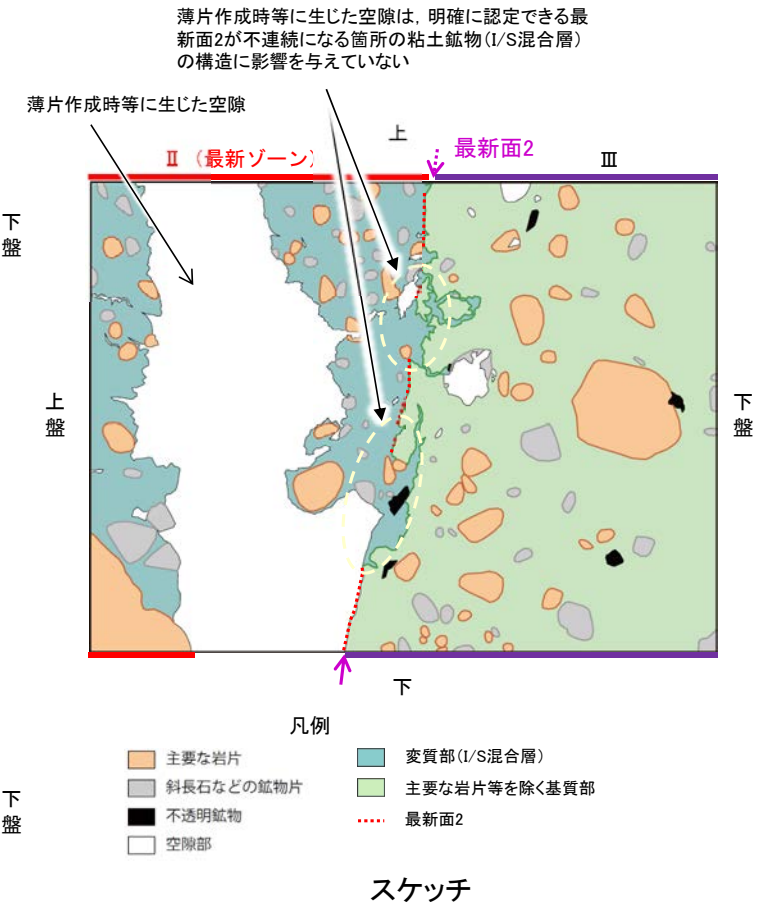 薄片作成時等に生じた空隙は，明確に認定できる最
新面2が不連続になる箇所の粘土鉱物(I/S混合層)
の構造に影響を与えていない
薄片作成時等に生じた空隙
上
最新面2
Ⅱ （最新ゾーン）
Ⅲ
下
盤
上
盤
下
盤
下
凡例
主要な岩片
変質部(I/S混合層)
斜長石などの鉱物片
主要な岩片等を除く基質部
不透明鉱物
最新面2
空隙部
下
盤
スケッチ